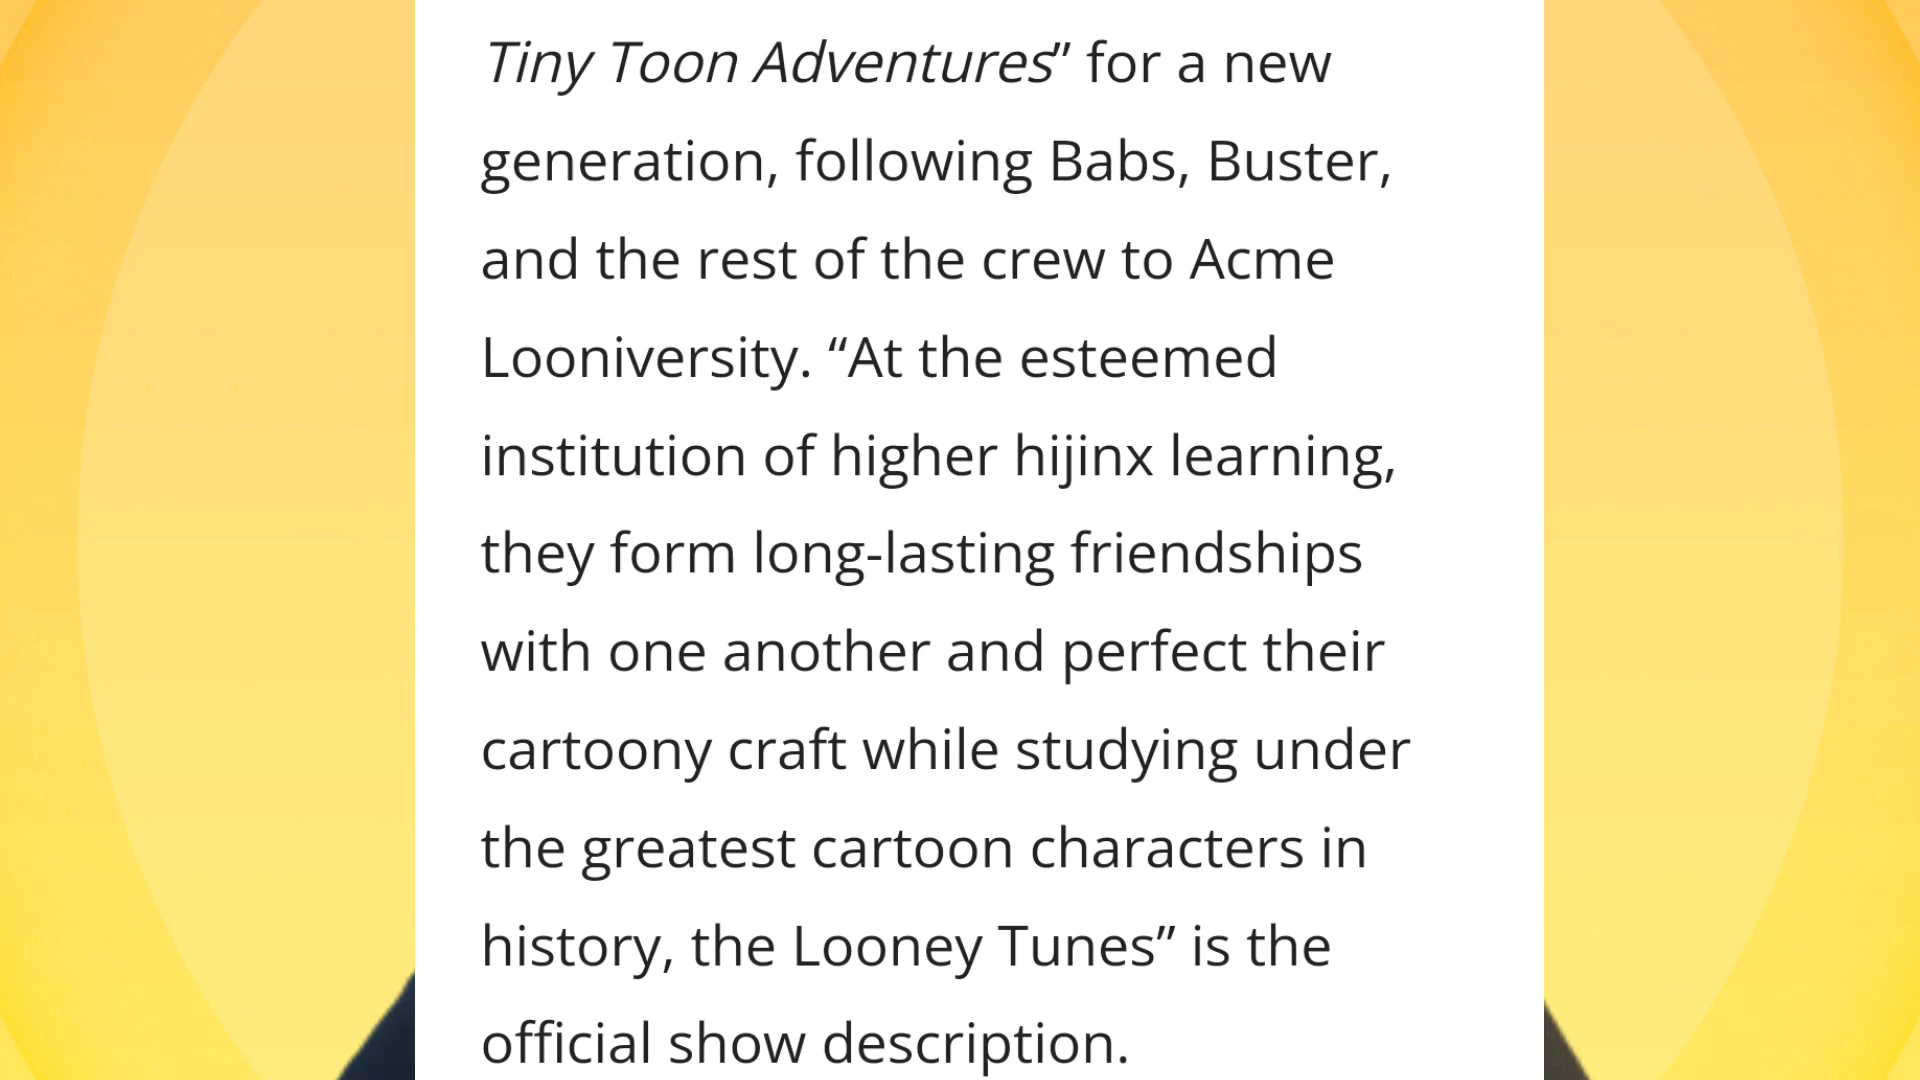 Tiny Toon Adventures” for a new
generation, following Babs, Buster,
and the rest of the crew to Acme
Looniversity. “At the esteemed
institution of higher hijinx learning,
they form long-lasting friendships
with one another and perfect their
cartoony craft while studying under
the greatest cartoon characters in
history, the Looney Tunes” is the
official show description.